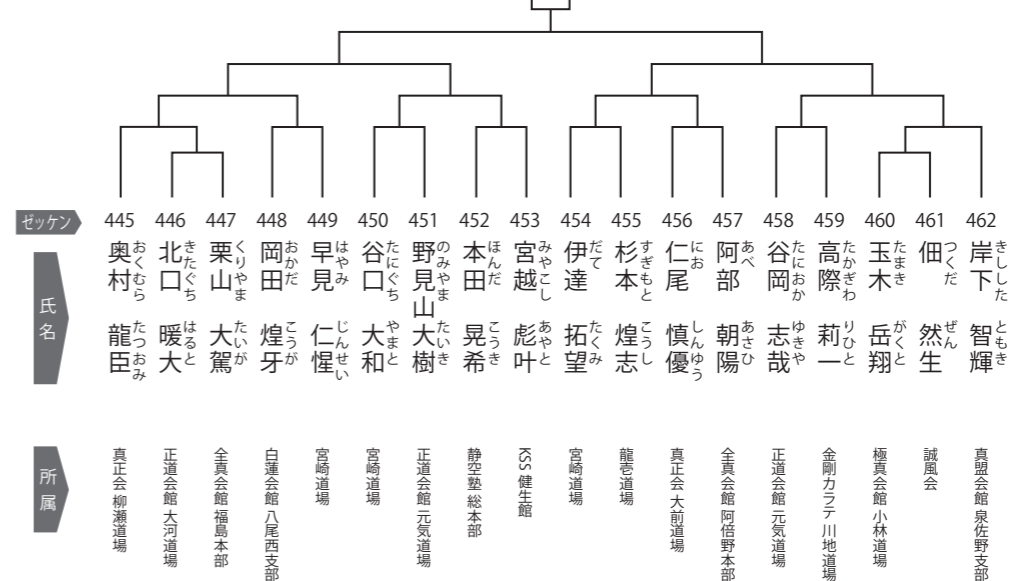 ゼッケン
445 446 447 448 449 450 451 452 453 454 455 456 457 458 459 460 461 462
氏名
奥村 龍臣
おくむら たつおみ
北口 暖大
きたぐち はると
栗山 大駕
くりやま たいが
岡田 煌牙
おかだ こうが
早見 仁惺
はやみ じんせい
谷口 大和
たにぐち やまと
野見山 大樹
のみやま たいき
本田 晃希
ほんだ こうき
宮越 彪叶
みやこし あやと
伊達 拓望
だて たくみ
杉本 煌志
すぎもと こうし
仁尾 慎優
にお しんゆう
阿部 朝陽
あべ あさひ
谷岡 志哉
たにおか ゆきや
高際 莉一
たかぎわ りひと
玉木 岳翔
たまき がくと
佃 然生
つくだ ぜん
岸下 智輝
きしした ともき
所属
真正会 柳瀬道場
正道会館 大河道場
全真会館 福島本部
白蓮会館 八尾西支部
宮崎道場
宮崎道場
正道会館 元気道場
静空塾 総本部
KSS 健生館
宮崎道場
龍壱道場
真正会 大前道場
全真会館 阿倍野本部
正道会館 元気道場
金剛カラテ 川地道場
極真会館 小林道場
誠風会
真盟会館 泉佐野支部